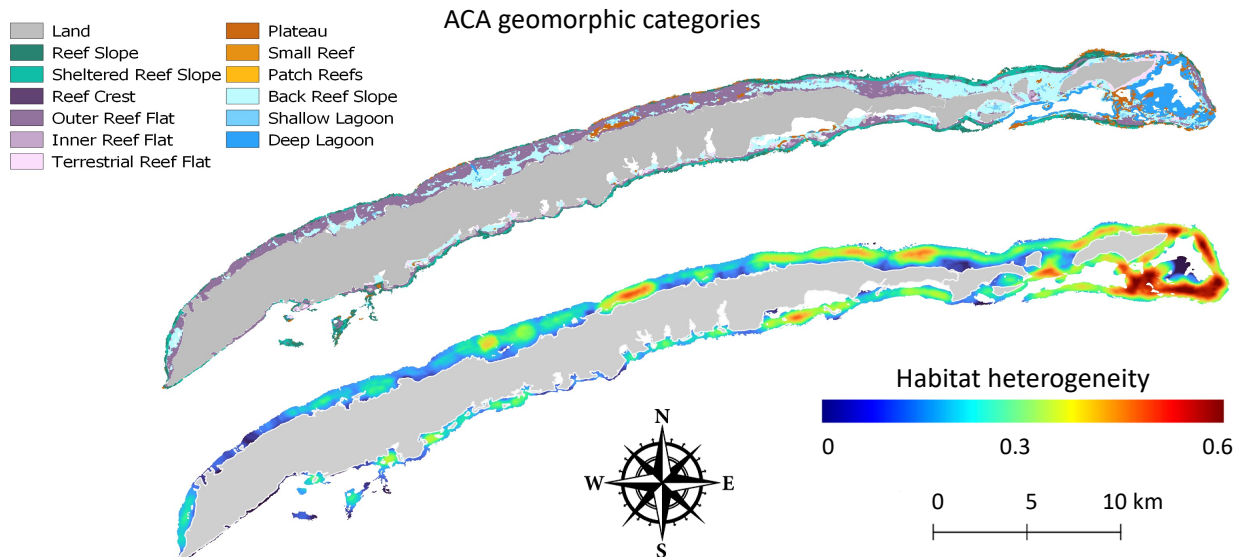 ACA geomorphic categories
Land
Reef Slope
Sheltered Reef Slope
Reef Crest
Outer Reef Flat
Inner Reef Flat
Terrestrial Reef Flat
Plateau
Small Reef
Patch Reefs
Back Reef Slope
Shallow Lagoon
Deep Lagoon
Habitat heterogeneity
0 0.3 0.6
N
W E
S
0 5 10 km